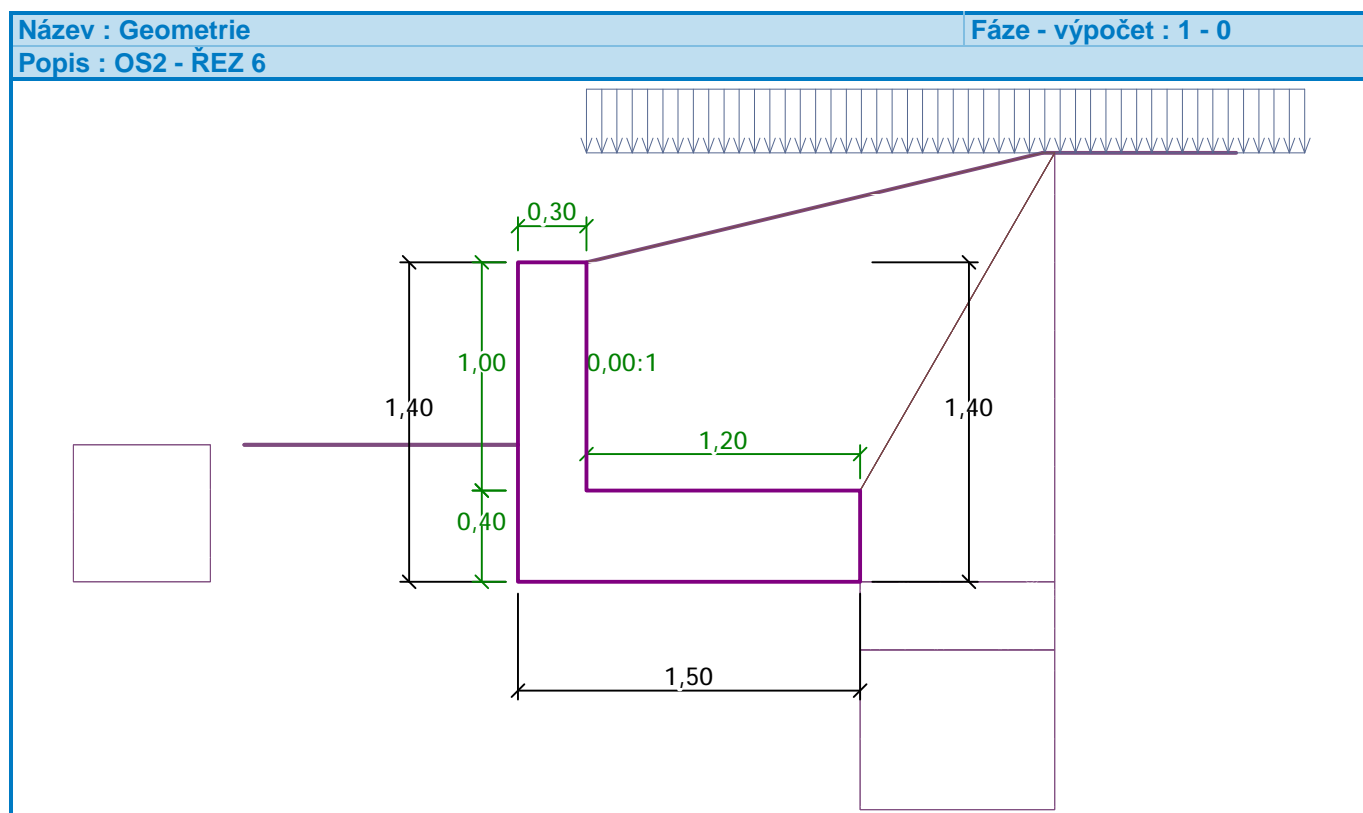 Název : Geometrie
Fáze - výpočet : 1 - 0
Popis : OS2 - ŘEZ 6
0,30
1,00
0,00:1
1,40
1,40
1,20
0,40
1,50